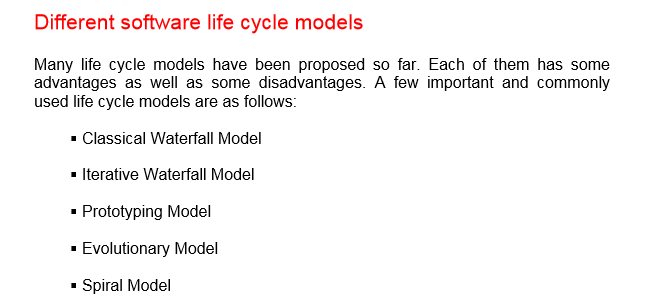 Different software life cycle models
Many life cycle models have been proposed so far. Each of them has some
advantages as well as some disadvantages. A few important and commonly
used life cycle models are as follows:
▪ Classical Waterfall Model
▪ Iterative Waterfall Model
▪ Prototyping Model
▪ Evolutionary Model
▪ Spiral Model